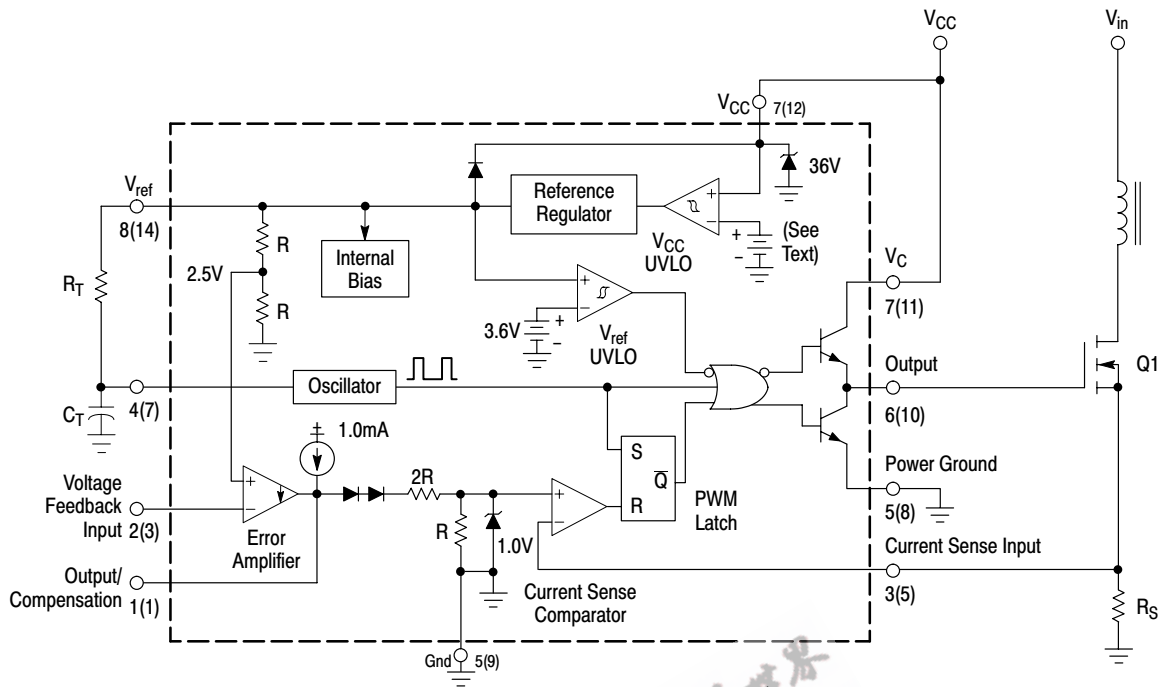 VCC
Vin
VCC
7(12)
36V
Vref
8(14)
Reference
Regulator
R
Internal
Bias
+
−
VCC
UVLO
+
−
(See
Text)
VC
7(11)
2.5V
RT
R
+
−
3.6V
+
−
Vref
UVLO
Output
6(10)
Q1
Oscillator
4(7)
CT
1.0mA
S
Q
R
PWM
Latch
Power Ground
5(8)
Voltage
Feedback
Input
2(3)
+
−
Error
Amplifier
2R
R
1.0V
+
−
Current Sense
Comparator
Current Sense Input
3(5)
Output/
Compensation
1(1)
RS
Gnd
5(9)